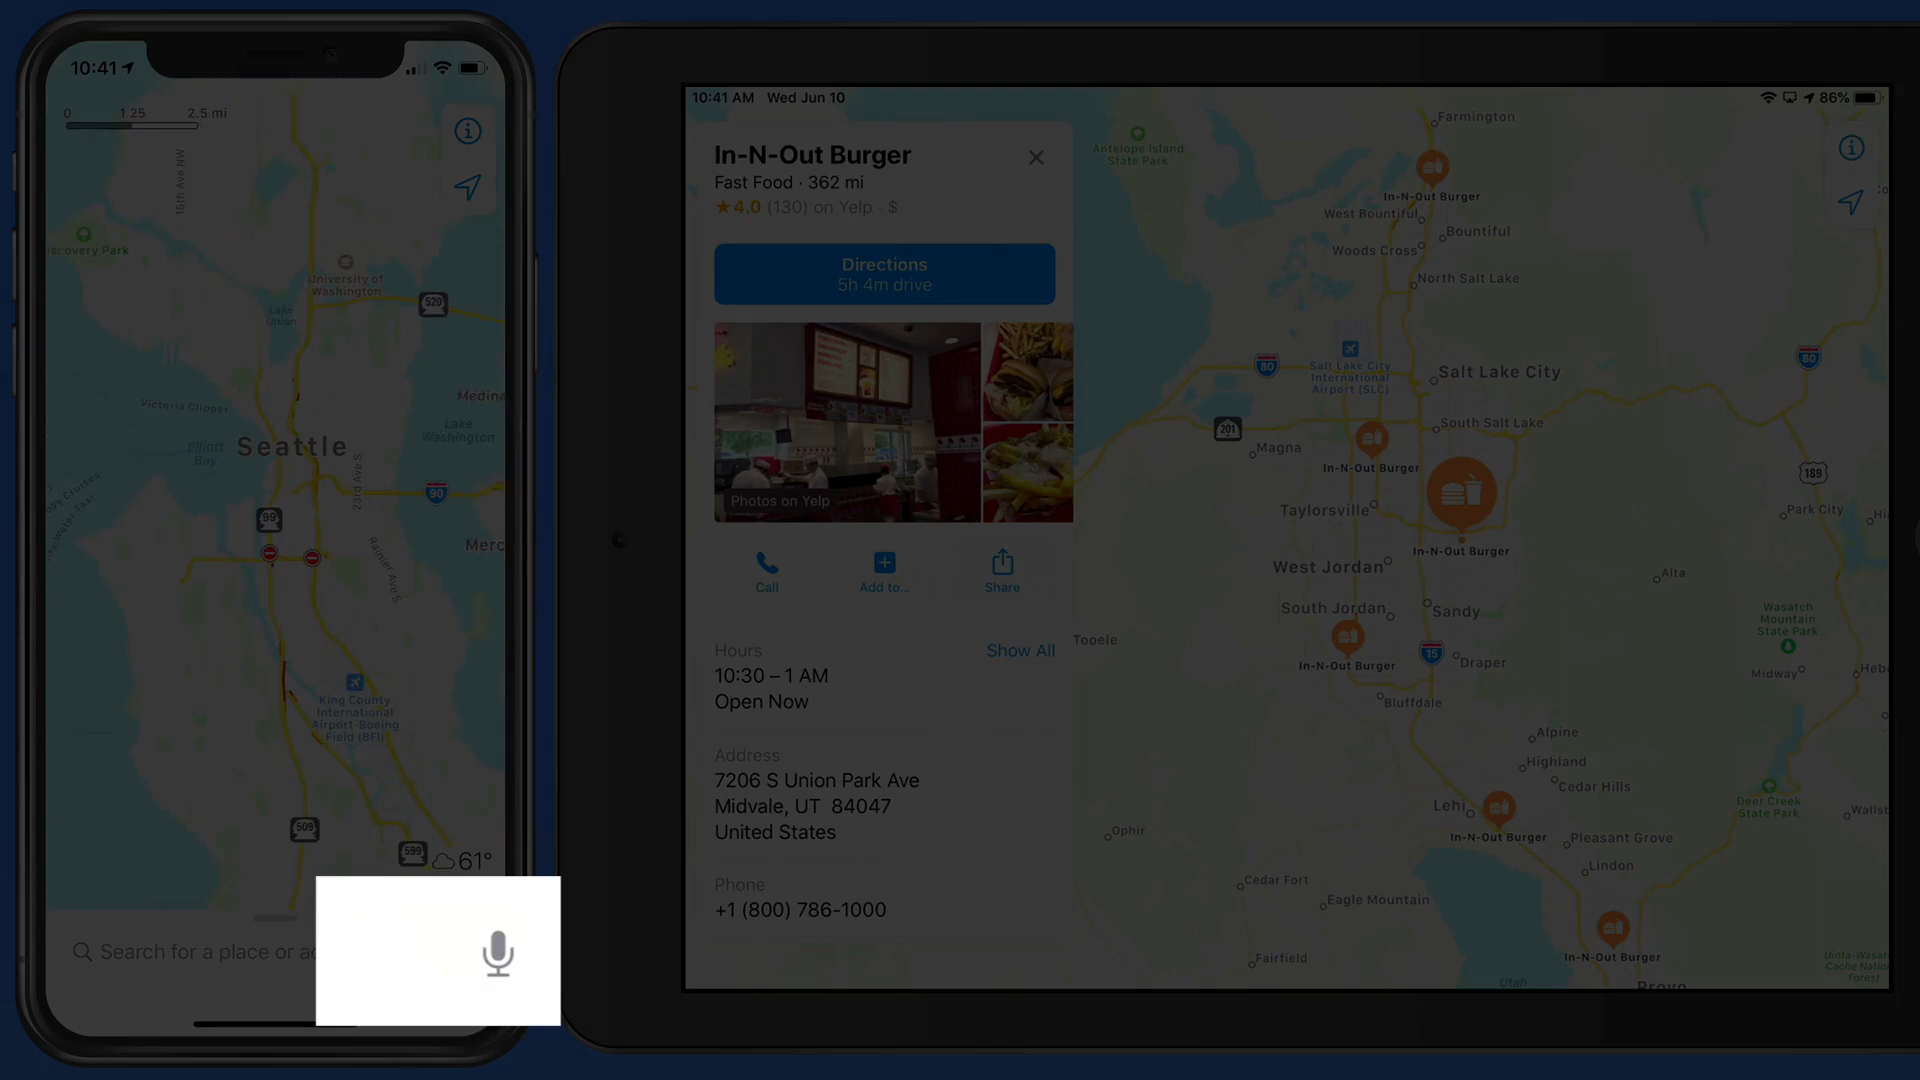 10:41
0 1.25 2.5 mi
15th Ave NW
iscovery Park
University of
Washington
520
Lake
Union
Victoria Clipper
Medina
Lake
Washington
Elliott
Bay
Seattle
23rd Ave S
90
99
Rainier Ave S
Merc
King County
International
Airport-Boeing
Field (BFI)
509
599
61°
Search for a place or ad
10:41 AM Wed Jun 10
86%
In-N-Out Burger
Fast Food · 362 mi
★4.0 (130) on Yelp · $
Directions
5h 4m drive
Photos on Yelp
Call
Add to...
Share
Hours
Show All
10:30 – 1 AM
Open Now
Address
7206 S Union Park Ave
Midvale, UT 84047
United States
Phone
+1 (800) 786-1000
Farmington
Antelope Island
State Park
In-N-Out Burger
West Bountiful
Bountiful
Woods Cross
North Salt Lake
80
Salt Lake City
International
Airport (SLC)
Salt Lake City
80
201
South Salt Lake
Magna
In-N-Out Burger
189
Taylorsville
Park City
In-N-Out Burger
West Jordan
Alta
South Jordan
Sandy
Wasatch
Mountain
State Park
Tooele
In-N-Out Burger
15
Draper
Midway
Hebe
Bluffdale
Alpine
Highland
Cedar Hills
Lehi
Deer Creek
State Park
Wallsb
In-N-Out Burger
Pleasant Grove
Ophir
Lindon
Cedar Fort
Eagle Mountain
Fairfield
In-N-Out Burger
Uinta-Wasat
Cache Natio
Forest
Utah
Provo